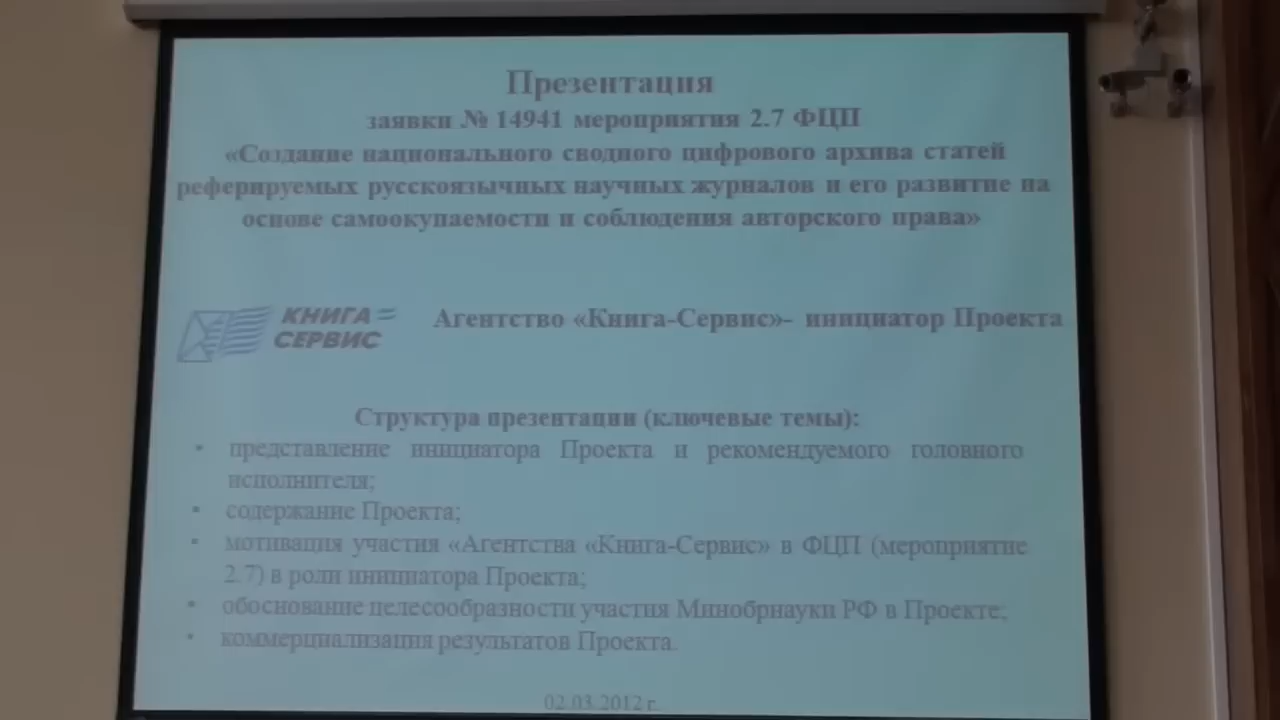 Презентация
заявки № 14941 мероприятия 2.7 ФЦП
«Создание национального сводного цифрового архива статей
реферируемых русскоязычных научных журналов и его развитие на
основе самоокупаемости и соблюдения авторского права»
КНИГА
СЕРВИС
Агентство «Книга-Сервис»- инициатор Проекта
Структура презентации (ключевые темы):
• представление инициатора Проекта и рекомендуемого головного
исполнителя;
• содержание Проекта;
• мотивация участия «Агентства «Книга-Сервис» в ФЦП (мероприятие
2.7) в роли инициатора Проекта;
• обоснование целесообразности участия Минобрнауки РФ в Проекте;
• коммерциализация результатов Проекта.
02.03.2012 г.